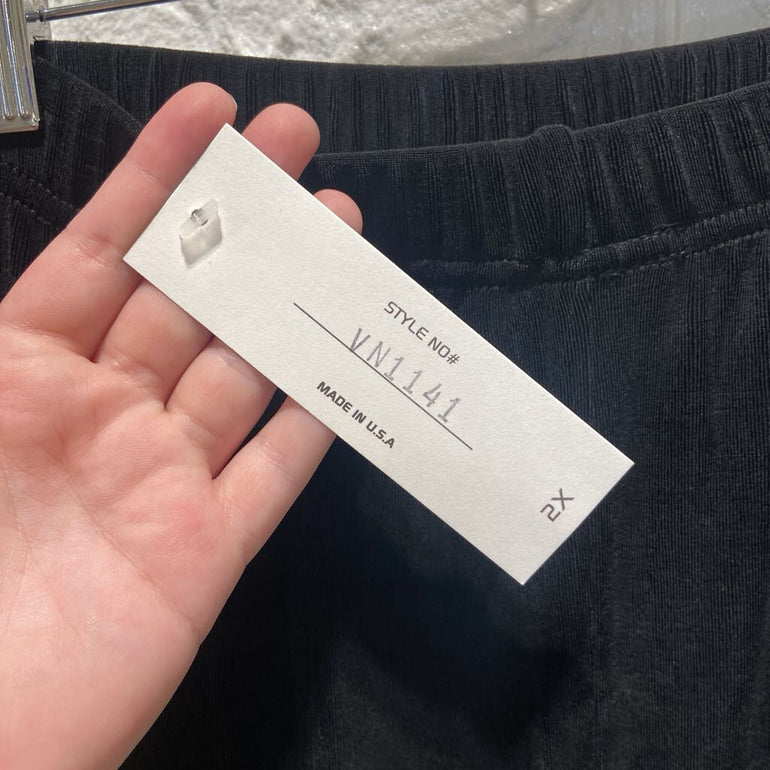 STYLE NO#
VN1141
MADE IN U.S.A
2X